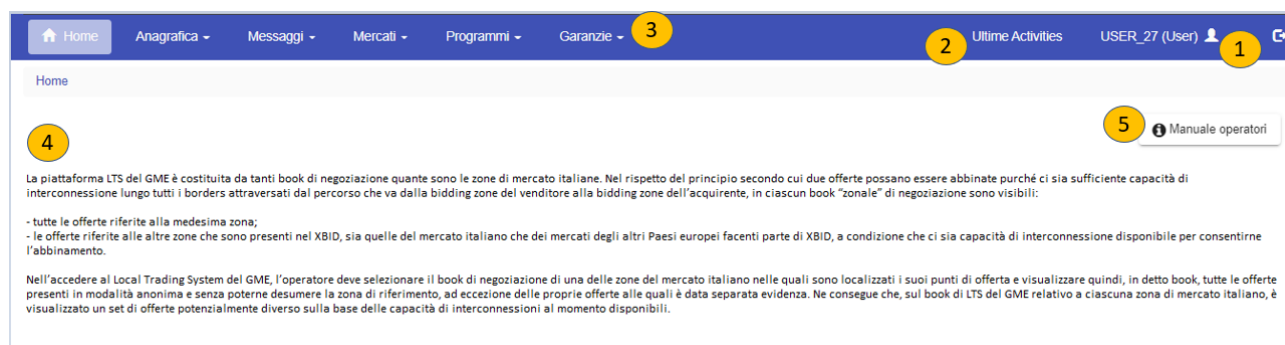 Home Anagrafica Messaggi Mercati Programmi Garanzie 3 2 Ultime Activities USER_27 (User) 1
Home
5 Manuale operatori
4
La piattaforma LTS del GME è costituita da tanti book di negoziazione quante sono le zone di mercato italiane. Nel rispetto del principio secondo cui due offerte possano essere abbinate purché ci sia sufficiente capacità di
interconnessione lungo tutti i borders attraversati dal percorso che va dalla bidding zone del venditore alla bidding zone dell'acquirente, in ciascun book "zonale" di negoziazione sono visibili:
- tutte le offerte riferite alla medesima zona;
- le offerte riferite alle altre zone che sono presenti nel XBID, sia quelle del mercato italiano che dei mercati degli altri Paesi europei facenti parte di XBID, a condizione che ci sia capacità di interconnessione disponibile per consentirne
l'abbinamento.
Nell'accedere al Local Trading System del GME, l'operatore deve selezionare il book di negoziazione di una delle zone del mercato italiano nelle quali sono localizzati i suoi punti di offerta e visualizzare quindi, in detto book, tutte le offerte
presenti in modalità anonima e senza poterne desumere la zona di riferimento, ad eccezione delle proprie offerte alle quali è data separata evidenza. Ne consegue che, sul book di LTS del GME relativo a ciascuna zona di mercato italiano, è
visualizzato un set di offerte potenzialmente diverso sulla base delle capacità di interconnessioni al momento disponibili.